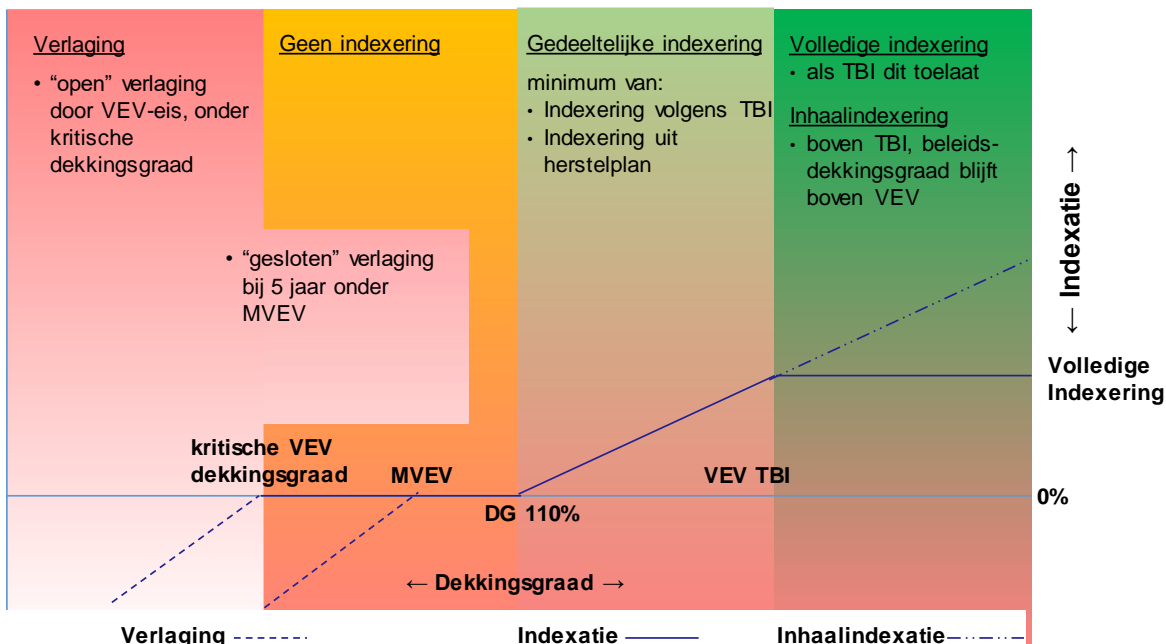 Verlaging
• “open” verlaging
door VEV-eis, onder
kritische
dekkingsgraad
Geen indexering
• “gesloten” verlaging
bij 5 jaar onder
MVEV
Gedeeltelijke indexering
minimum van:
• Indexering volgens TBI
• Indexering uit
herstelplan
Volledige indexering
• als TBI dit toelaat
Inhaalindexering
• boven TBI, beleids-
dekkingsgraad blijft
boven VEV
← Indexatie →
Volledige
Indexering
kritische VEV
dekkingsgraad
MVEV
VEV TBI
0%
DG 110%
← Dekkingsgraad →
Verlaging
Indexatie
Inhaalindexatie